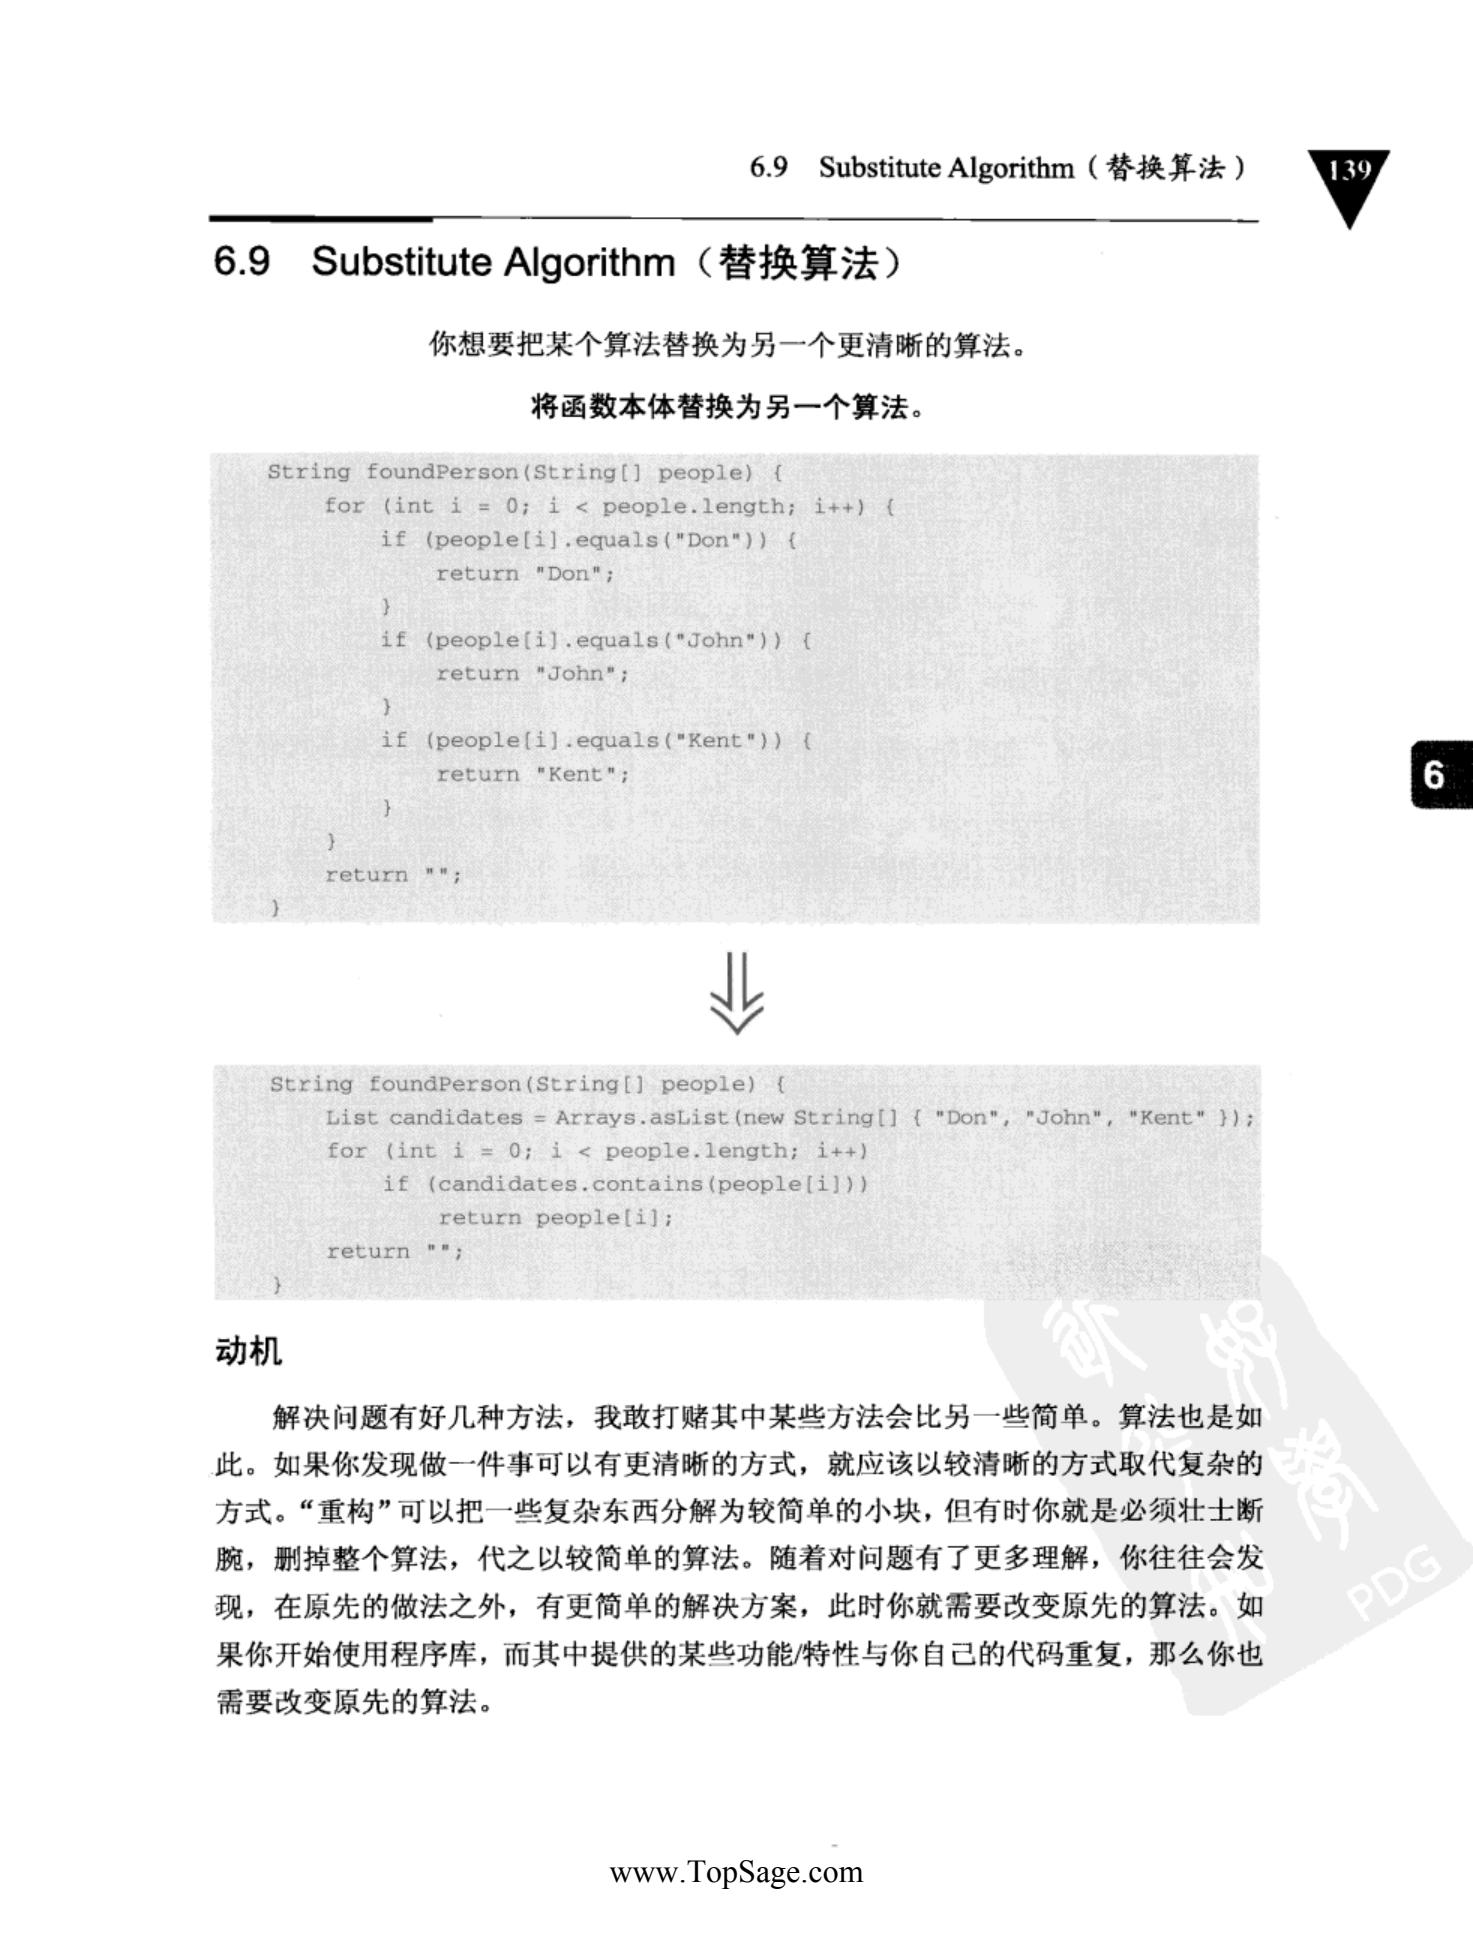 6.9 Substitute Algorithm（替换算法） 139
6.9 Substitute Algorithm（替换算法）
你想要把某个算法替换为另一个更清晰的算法。
将函数本体替换为另一个算法。
String foundPerson(String[] people) {
    for (int i = 0; i < people.length; i++) {
        if (people[i].equals("Don")) {
            return "Don";
        }
        if (people[i].equals("John")) {
            return "John";
        }
        if (people[i].equals("Kent")) {
            return "Kent";
        }
    }
    return "";
}
6
String foundPerson(String[] people) {
    List candidates = Arrays.asList(new String[] { "Don", "John", "Kent" });
    for (int i = 0; i < people.length; i++)
        if (candidates.contains(people[i]))
            return people[i];
    return "";
}
动机
解决问题有好几种方法，我敢打赌其中某些方法会比另一些简单。算法也是如
此。如果你发现做一件事可以有更清晰的方式，就应该以较清晰的方式取代复杂的
方式。“重构”可以把一些复杂东西分解为较简单的小块，但有时你就是必须壮士断
腕，删掉整个算法，代之以较简单的算法。随着对问题有了更多理解，你往往会发
现，在原先的做法之外，有更简单的解决方案，此时你就需要改变原先的算法。如
果你开始使用程序库，而其中提供的某些功能/特性与你自己的代码重复，那么你也
需要改变原先的算法。
PDG
www.TopSage.com